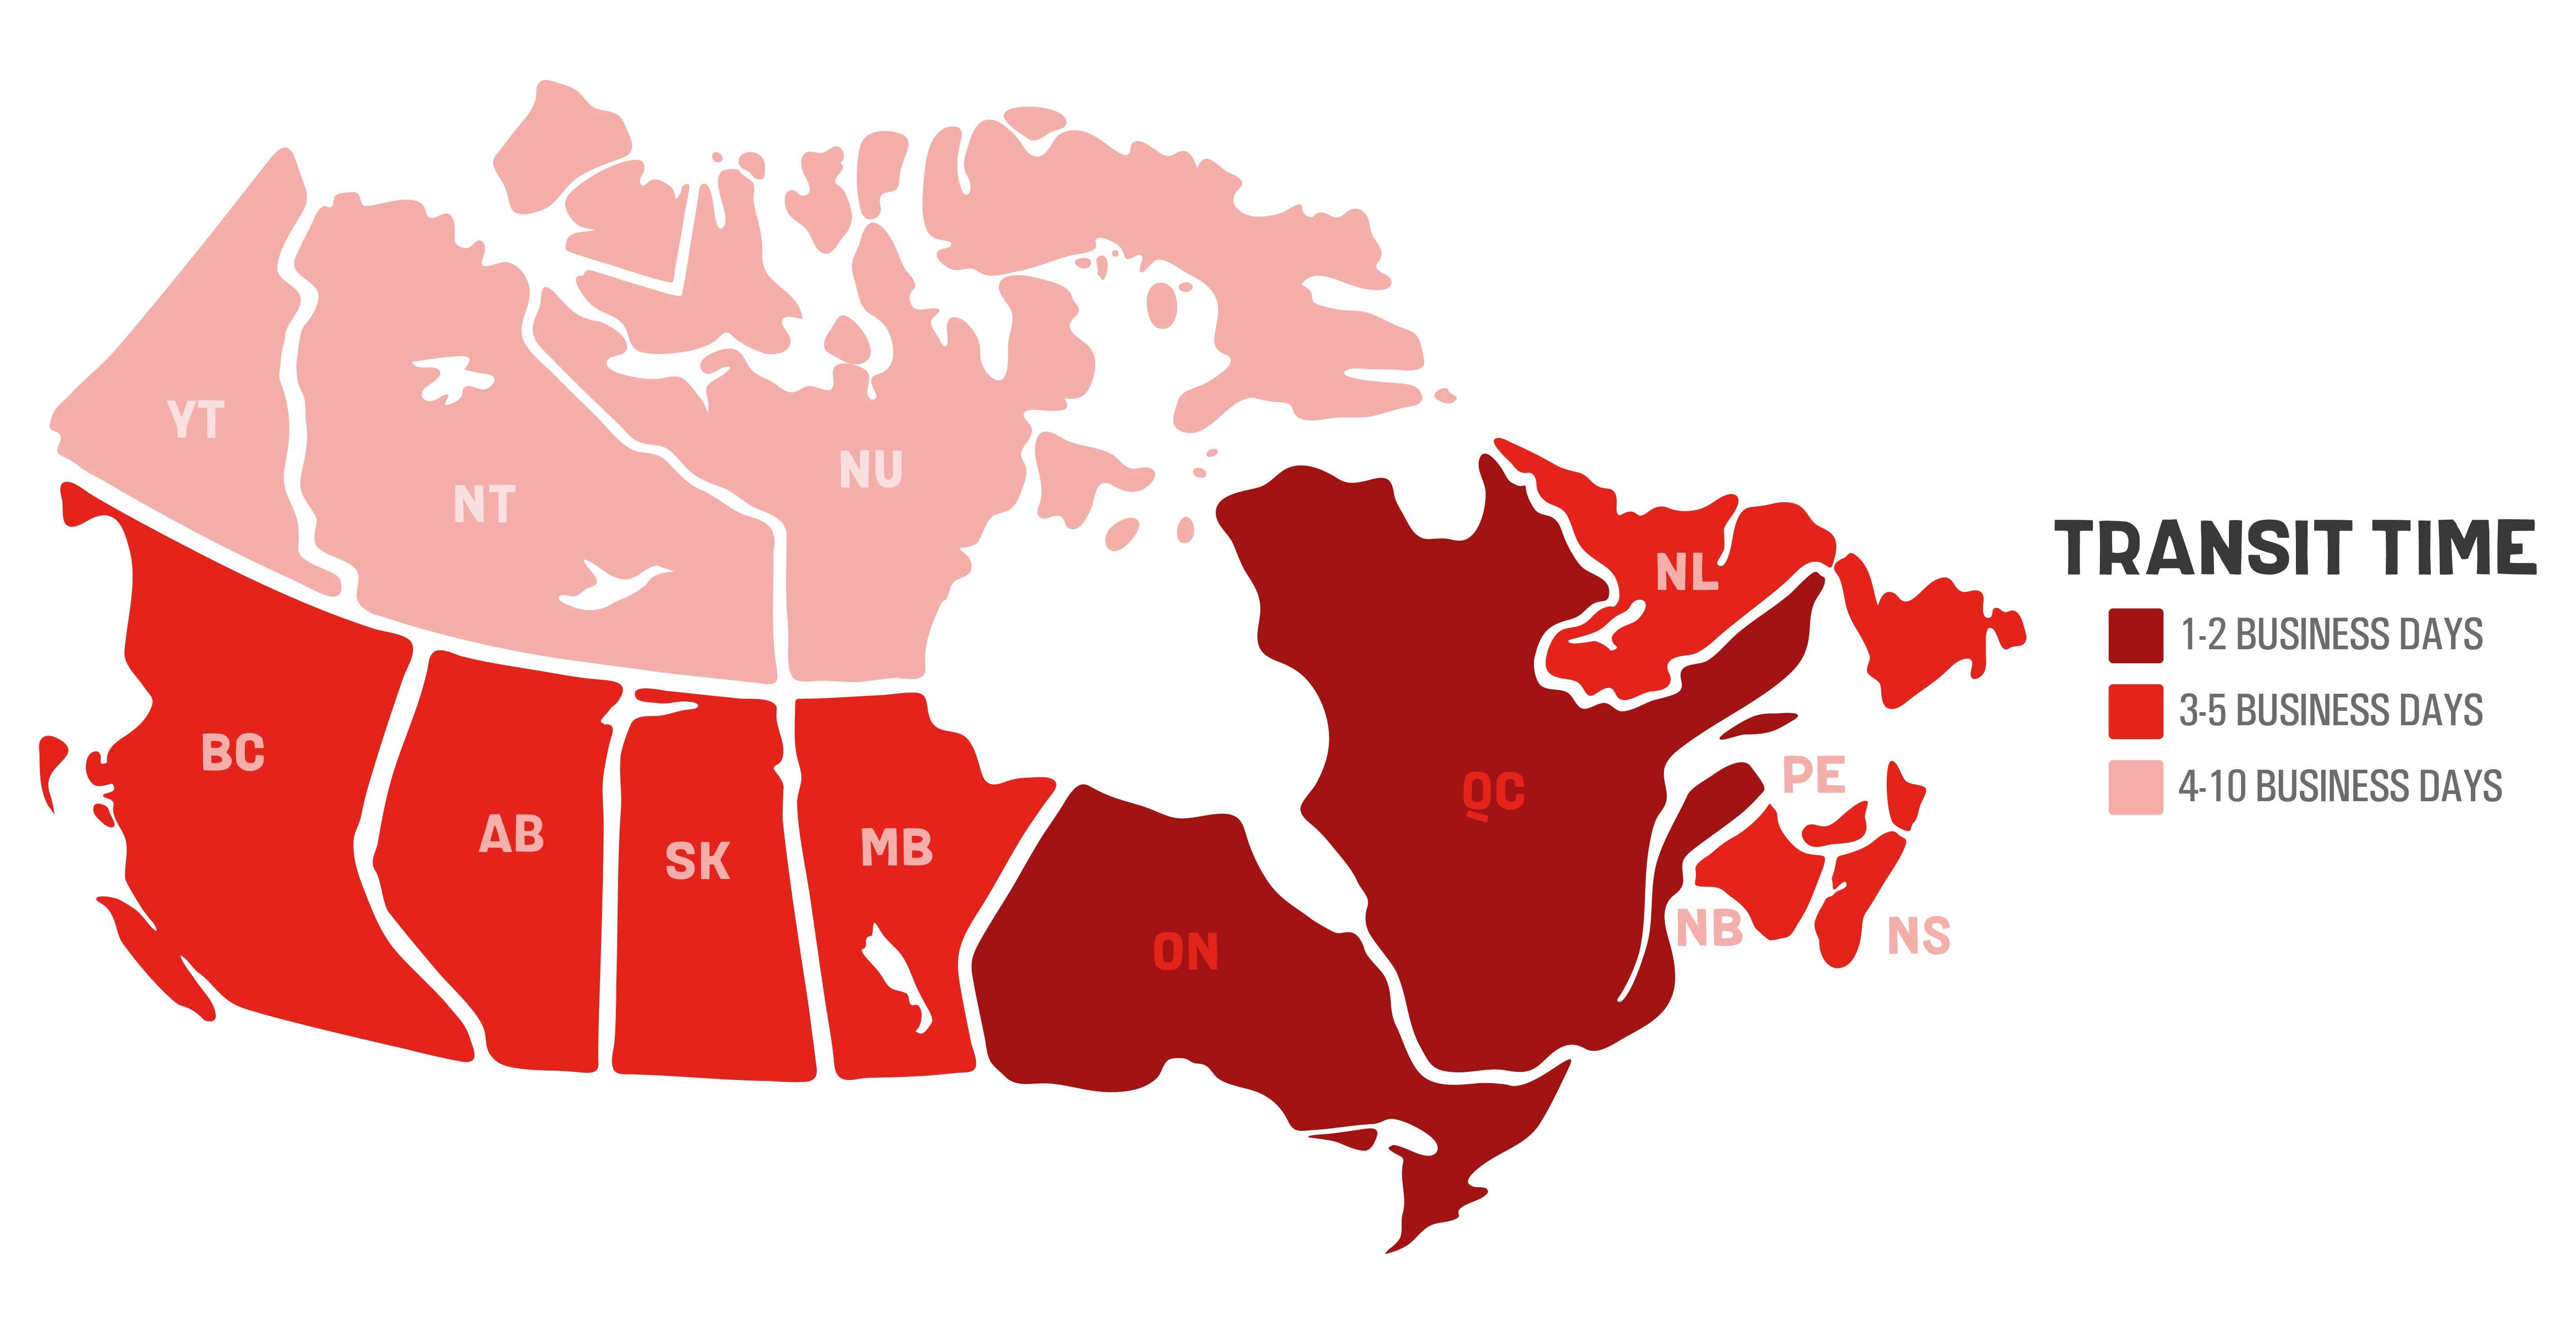 YT
NT
NU
BC
AB
SK
MB
ON
QC
NL
PE
NB
NS
TRANSIT TIME
1-2 BUSINESS DAYS
3-5 BUSINESS DAYS
4-10 BUSINESS DAYS